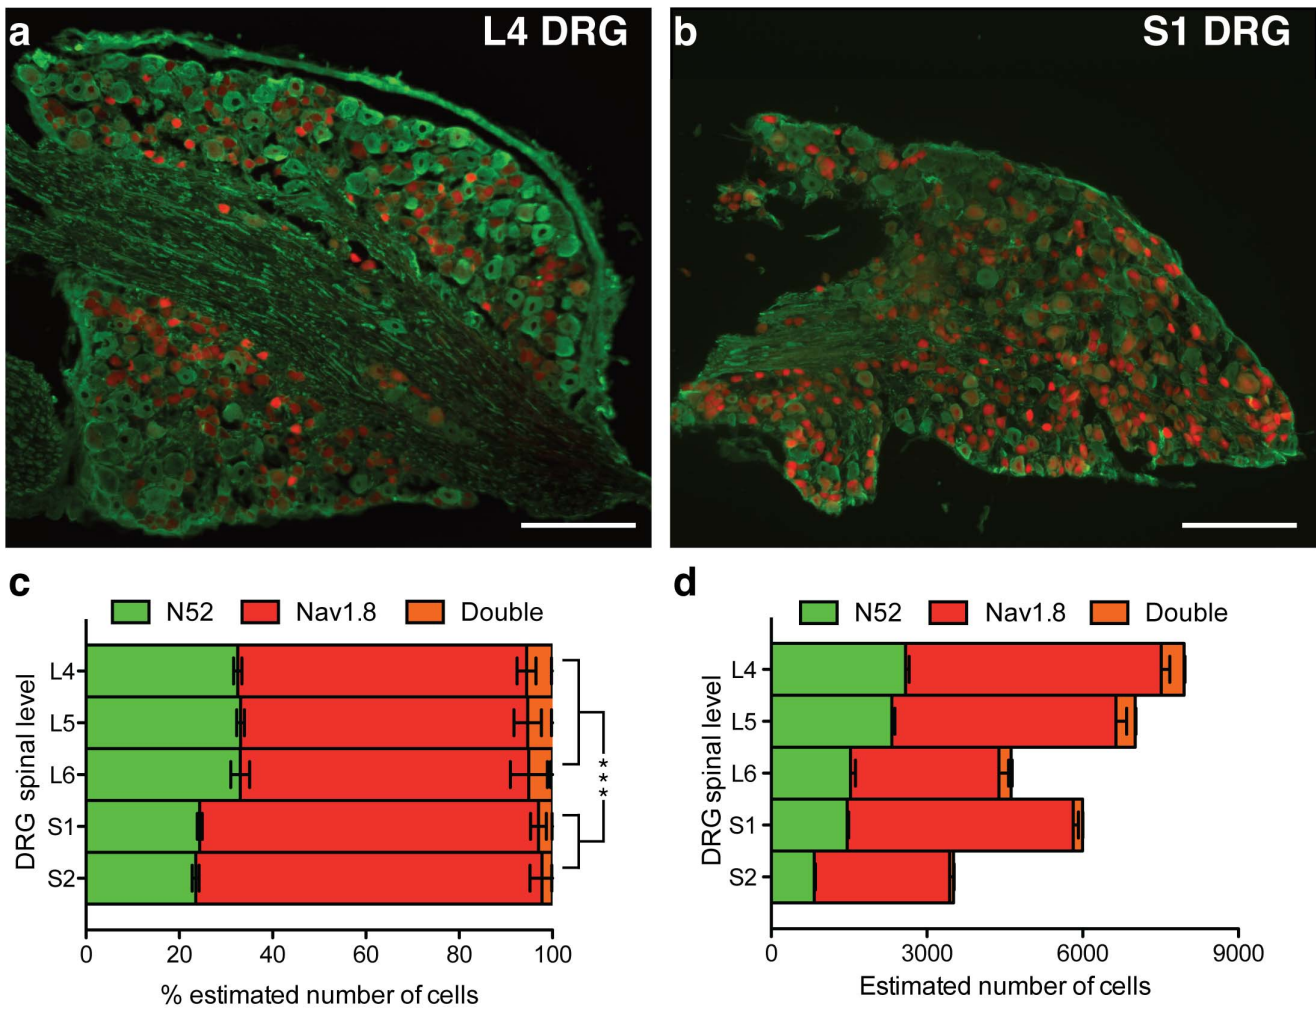 a
L4 DRG
b
S1 DRG
c
N52
Nav1.8
Double
DRG spinal level
L4
L5
L6
S1
S2
***
0
20
40
60
80
100
% estimated number of cells
d
N52
Nav1.8
Double
DRG spinal level
L4
L5
L6
S1
S2
0
3000
6000
9000
Estimated number of cells